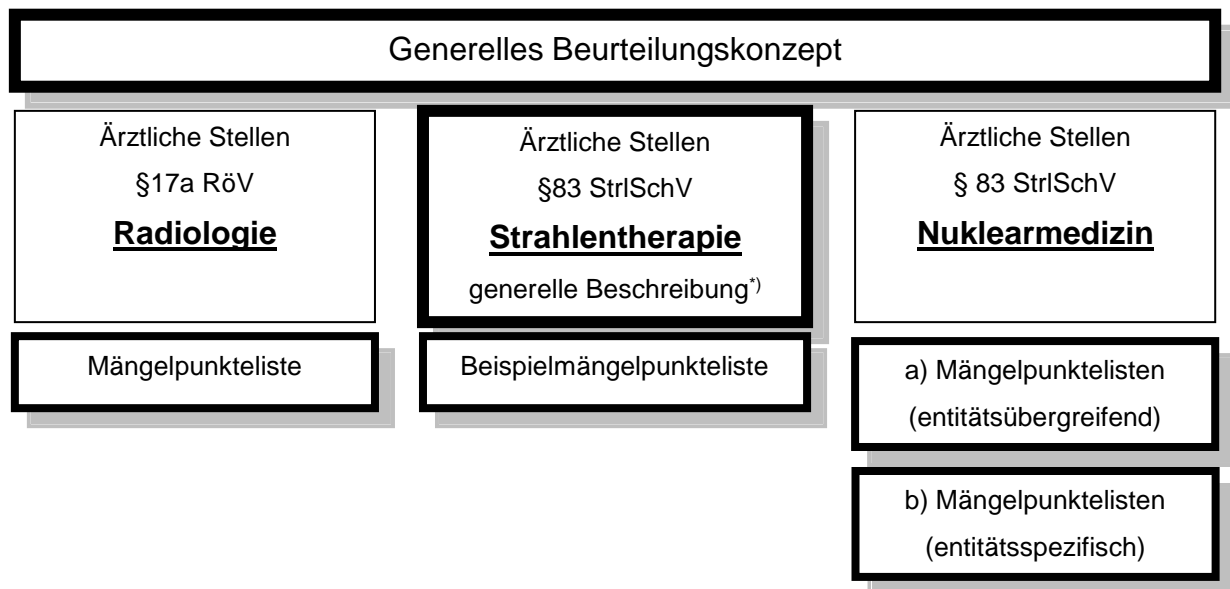 Generelles Beurteilungskonzept
Ärztliche Stellen
§17a RöV
Radiologie
Mängelpunkteliste
Ärztliche Stellen
§83 StrlSchV
Strahlentherapie
generelle Beschreibung*)
Beispielmängelpunkteliste
Ärztliche Stellen
§ 83 StrlSchV
Nuklearmedizin
a) Mängelpunktelisten
(entitätsübergreifend)
b) Mängelpunktelisten
(entitätsspezifisch)